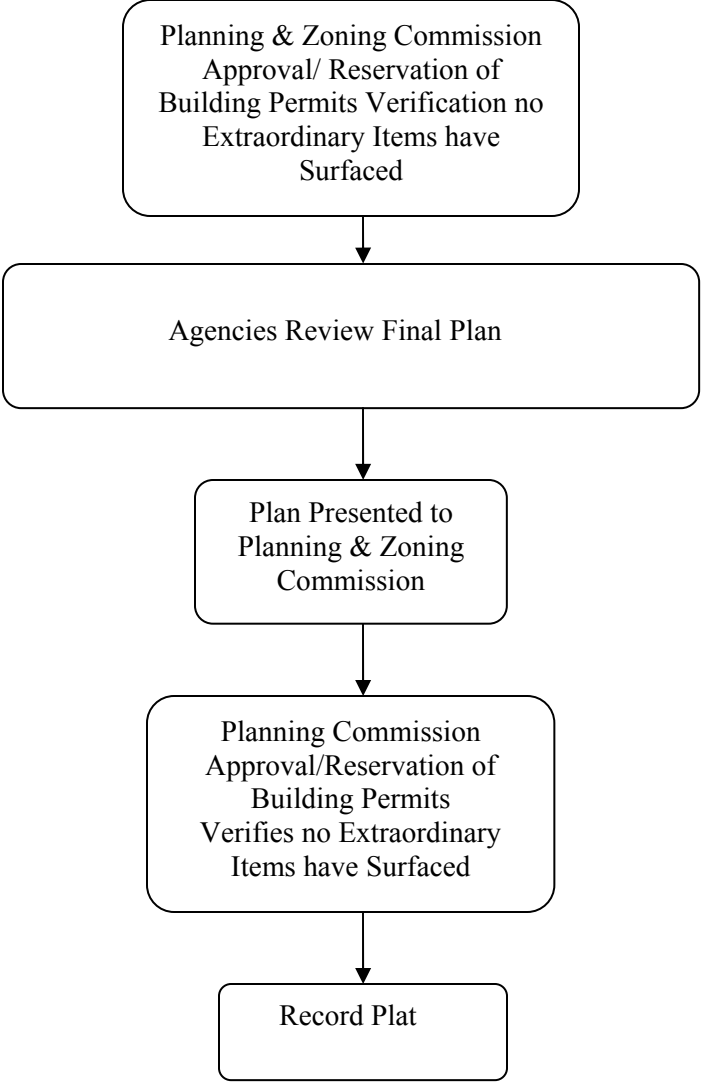 Planning & Zoning Commission
Approval/ Reservation of
Building Permits Verification no
Extraordinary Items have
Surfaced
Agencies Review Final Plan
Plan Presented to
Planning & Zoning
Commission
Planning Commission
Approval/Reservation of
Building Permits
Verifies no Extraordinary
Items have Surfaced
Record Plat